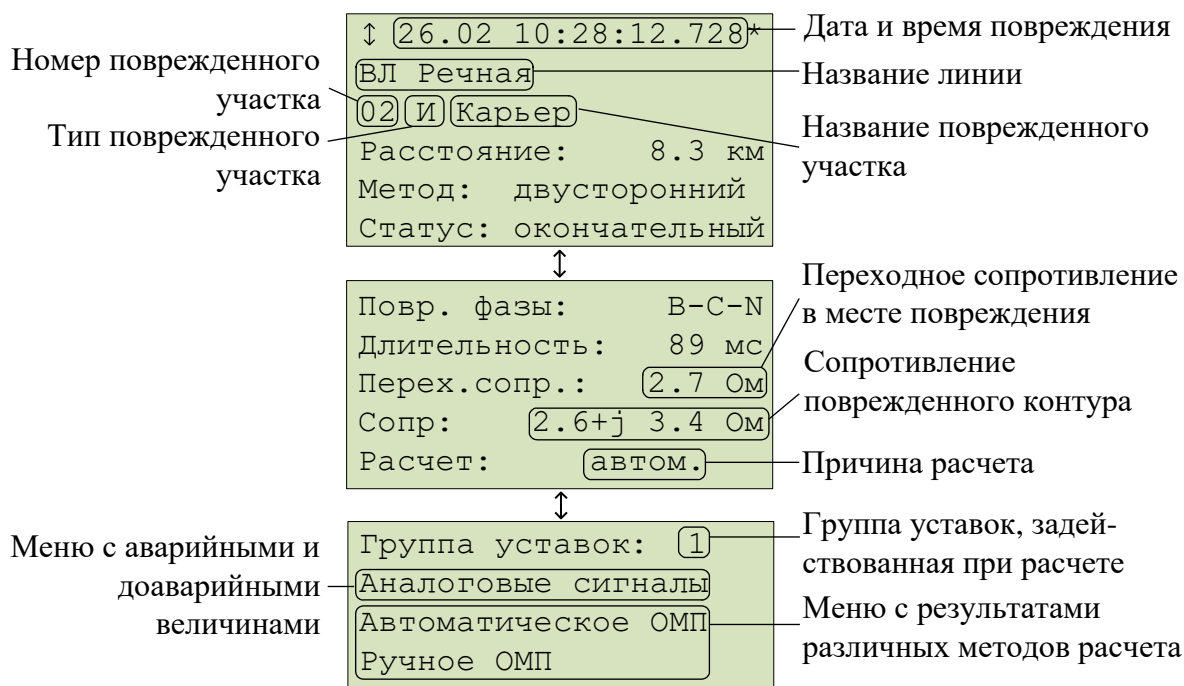 ↕ 26.02 10:28:12.728*
ВЛ Речная
02 И Карьер
Расстояние: 8.3 км
Метод: двусторонний
Статус: окончательный
Дата и время повреждения
Название линии
Название поврежденного
участка
Номер поврежденного
участка
Тип поврежденного
участка
↕
Повр. фазы: B-C-N
Длительность: 89 мс
Перех.сопр.: 2.7 Ом
Сопр: 2.6+j 3.4 Ом
Расчет: автом.
Переходное сопротивление
в месте повреждения
Сопротивление
поврежденного контура
Причина расчета
↕
Группа уставок: 1
Аналоговые сигналы
Автоматическое ОМП
Ручное ОМП
Меню с аварийными и
доаварийными
величинами
Группа уставок, задей-
ствованная при расчете
Меню с результатами
различных методов расчета